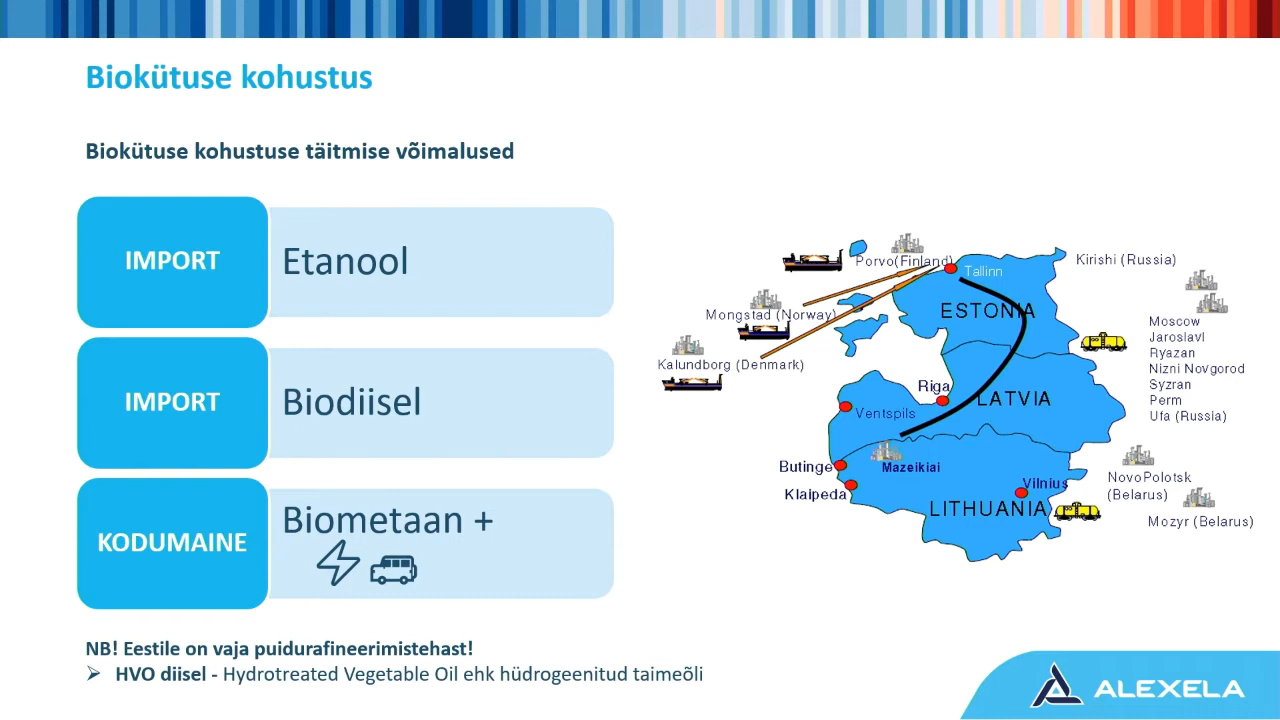 Biokütuse kohustus
Biokütuse kohustuse täitmise võimalused
IMPORT
Etanool
IMPORT
Biodiisel
KODUMAINE
Biometaan +
Porvo(Finland)
Tallinn
Kirishi (Russia)
Mongstad (Norway)
ESTONIA
Moscow
Jaroslavl
Ryazan
Nizni Novgorod
Syzran
Perm
Ufa (Russia)
Kalundborg (Denmark)
Riga
LATVIA
Ventspils
Butinge
Mazeikiai
Klaipeda
Vilnius
LITHUANIA
NovoPolotsk
(Belarus)
Mozyr (Belarus)
NB! Eestile on vaja puidurafineerimistehast!
HVO diisel - Hydrotreated Vegetable Oil ehk hüdrogeenitud taimeõli
ALEXELA